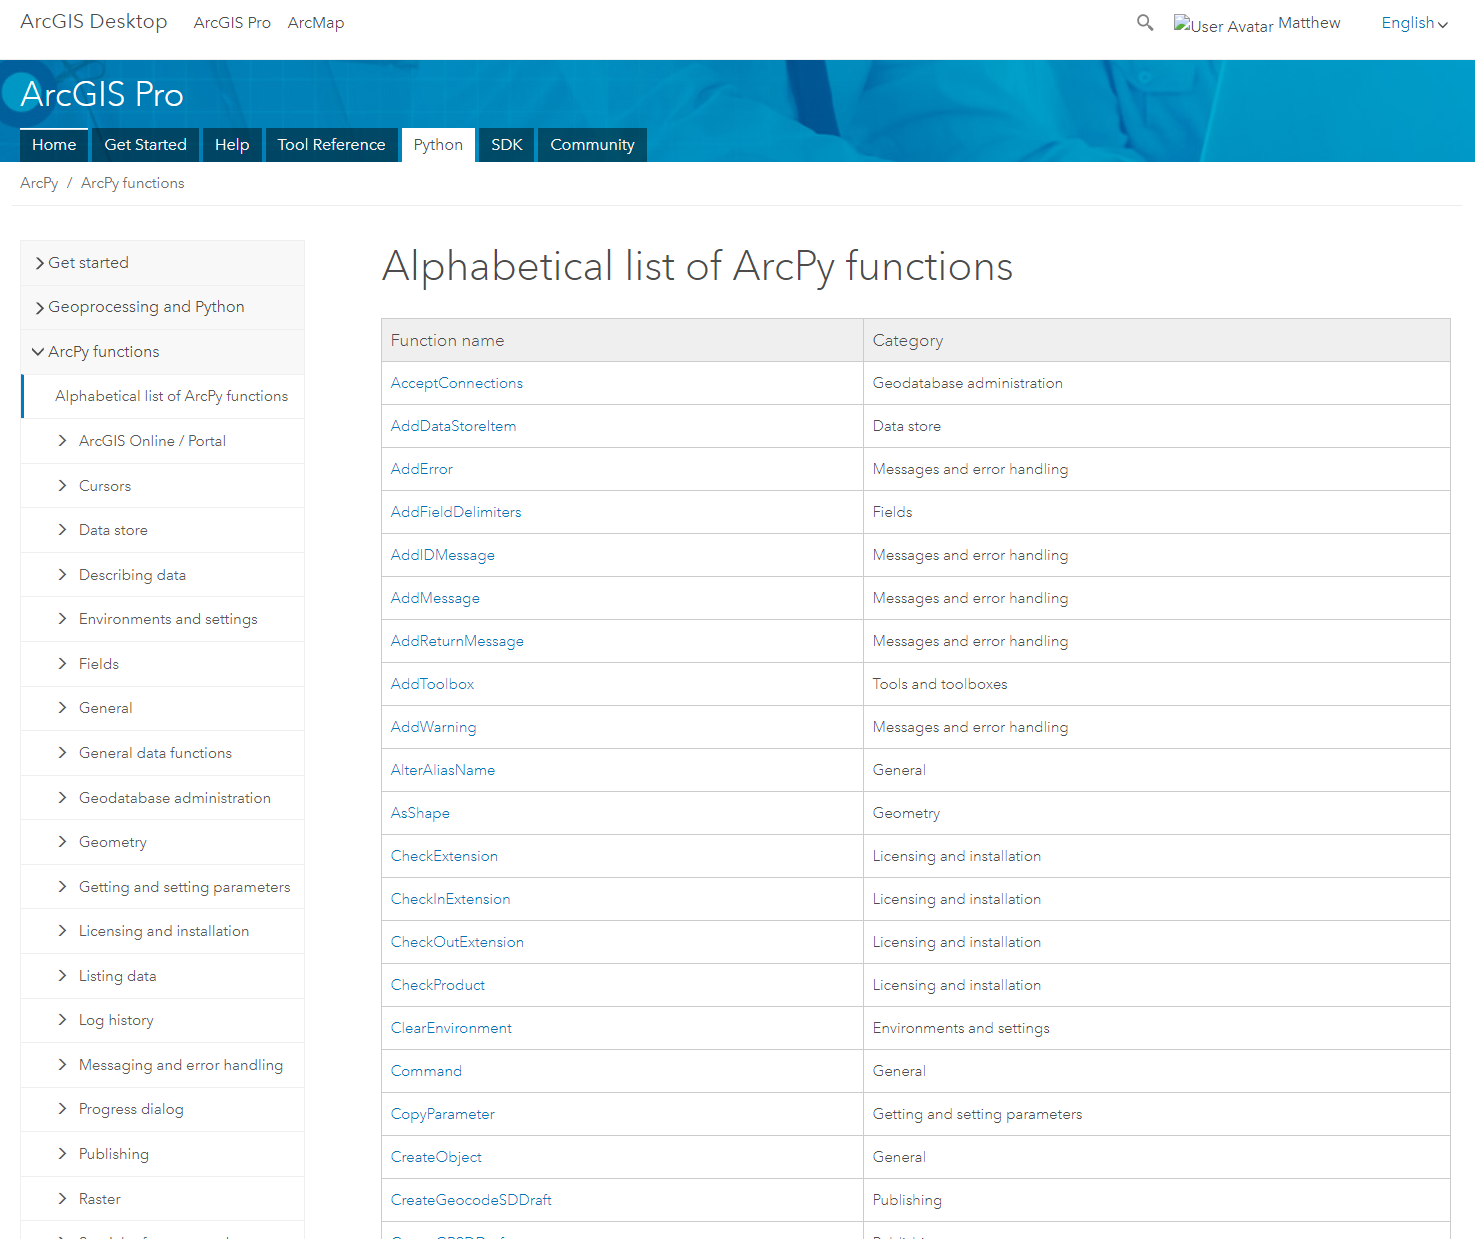 ArcGIS Desktop ArcGIS Pro ArcMap User Avatar Matthew English
ArcGIS Pro
Home Get Started Help Tool Reference Python SDK Community
ArcPy / ArcPy functions
Get started
Geoprocessing and Python
ArcPy functions
Alphabetical list of ArcPy functions
ArcGIS Online / Portal
Cursors
Data store
Describing data
Environments and settings
Fields
General
General data functions
Geodatabase administration
Geometry
Getting and setting parameters
Licensing and installation
Listing data
Log history
Messaging and error handling
Progress dialog
Publishing
Raster
Alphabetical list of ArcPy functions
Function name Category
AcceptConnections Geodatabase administration
AddDataStoreItem Data store
AddError Messages and error handling
AddFieldDelimiters Fields
AddIDMessage Messages and error handling
AddMessage Messages and error handling
AddReturnMessage Messages and error handling
AddToolbox Tools and toolboxes
AddWarning Messages and error handling
AlterAliasName General
AsShape Geometry
CheckExtension Licensing and installation
CheckInExtension Licensing and installation
CheckOutExtension Licensing and installation
CheckProduct Licensing and installation
ClearEnvironment Environments and settings
Command General
CopyParameter Getting and setting parameters
CreateObject General
CreateGeocodeSDDraft Publishing